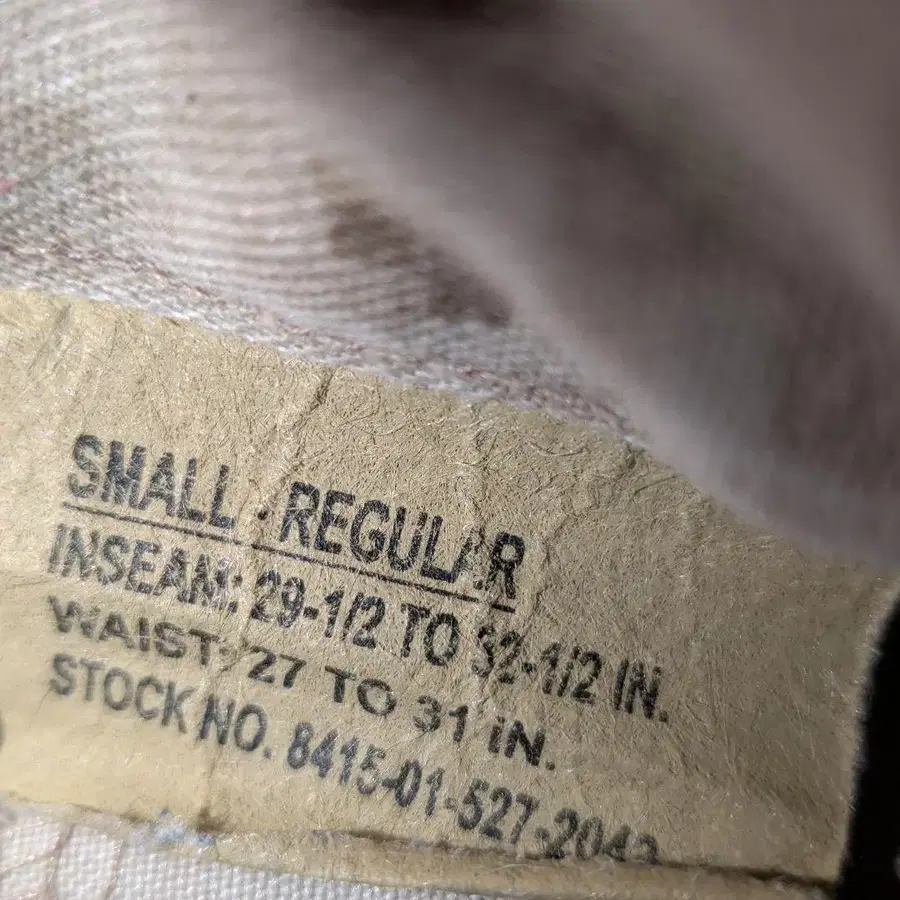 SMALL - REGULAR
INSEAM: 29-1/2 TO 32-1/2 IN.
WAIST: 27 TO 31 IN.
STOCK NO. 8415-01-527-2043